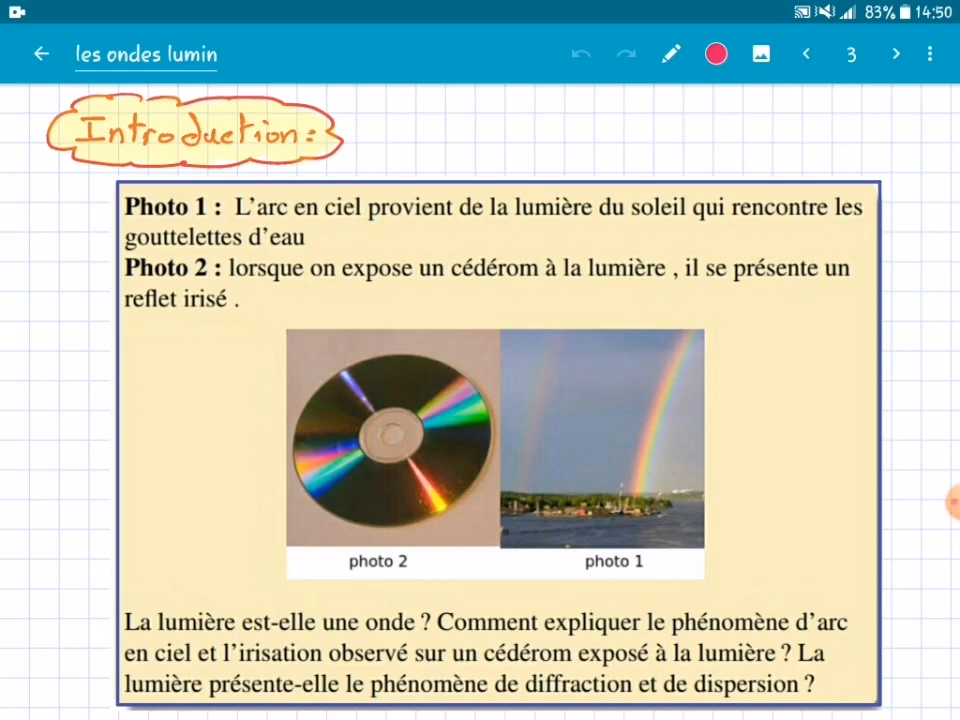 83% 14:50
les ondes lumin
3
Introduction :
Photo 1 : L'arc en ciel provient de la lumière du soleil qui rencontre les
gouttelettes d'eau
Photo 2 : lorsque on expose un cédérom à la lumière , il se présente un
reflet irisé .
photo 2 photo 1
La lumière est-elle une onde ? Comment expliquer le phénomène d'arc
en ciel et l'irisation observé sur un cédérom exposé à la lumière ? La
lumière présente-elle le phénomène de diffraction et de dispersion ?